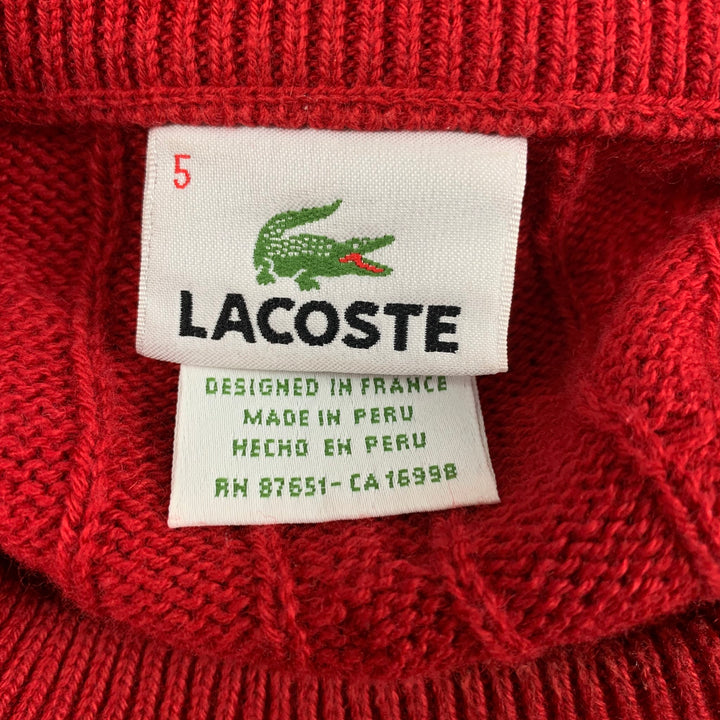 5
LACOSTE
DESIGNED IN FRANCE
MADE IN PERU
HECHO EN PERU
RN 87651-CA 16998